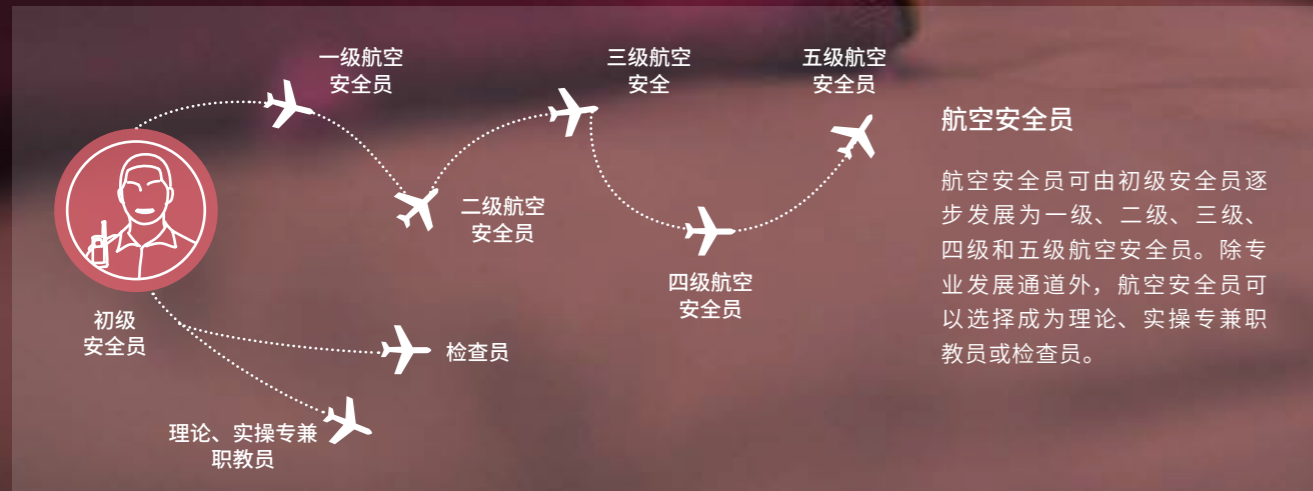 一级航空
安全员
三级航空
安全
五级航空
安全员
二级航空
安全员
四级航空
安全员
初级
安全员
检查员
理论、实操专兼
职教员
航空安全员
航空安全员可由初级安全员逐
步发展为一级、二级、三级、
四级和五级航空安全员。除专
业发展通道外，航空安全员可
以选择成为理论、实操专兼职
教员或检查员。